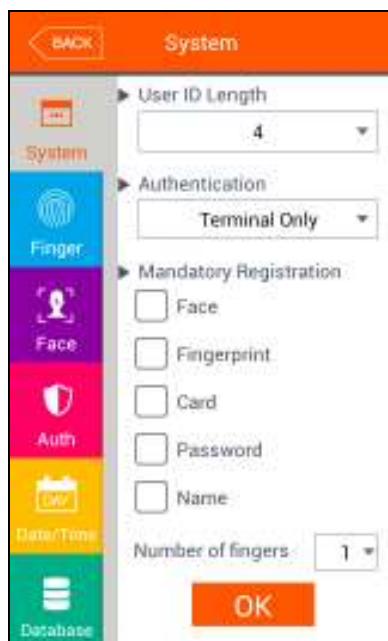 BACK
System
System
Finger
Face
Auth
DAY
Date/Time
Database
User ID Length
4
Authentication
Terminal Only
Mandatory Registration
Face
Fingerprint
Card
Password
Name
Number of fingers 1
OK